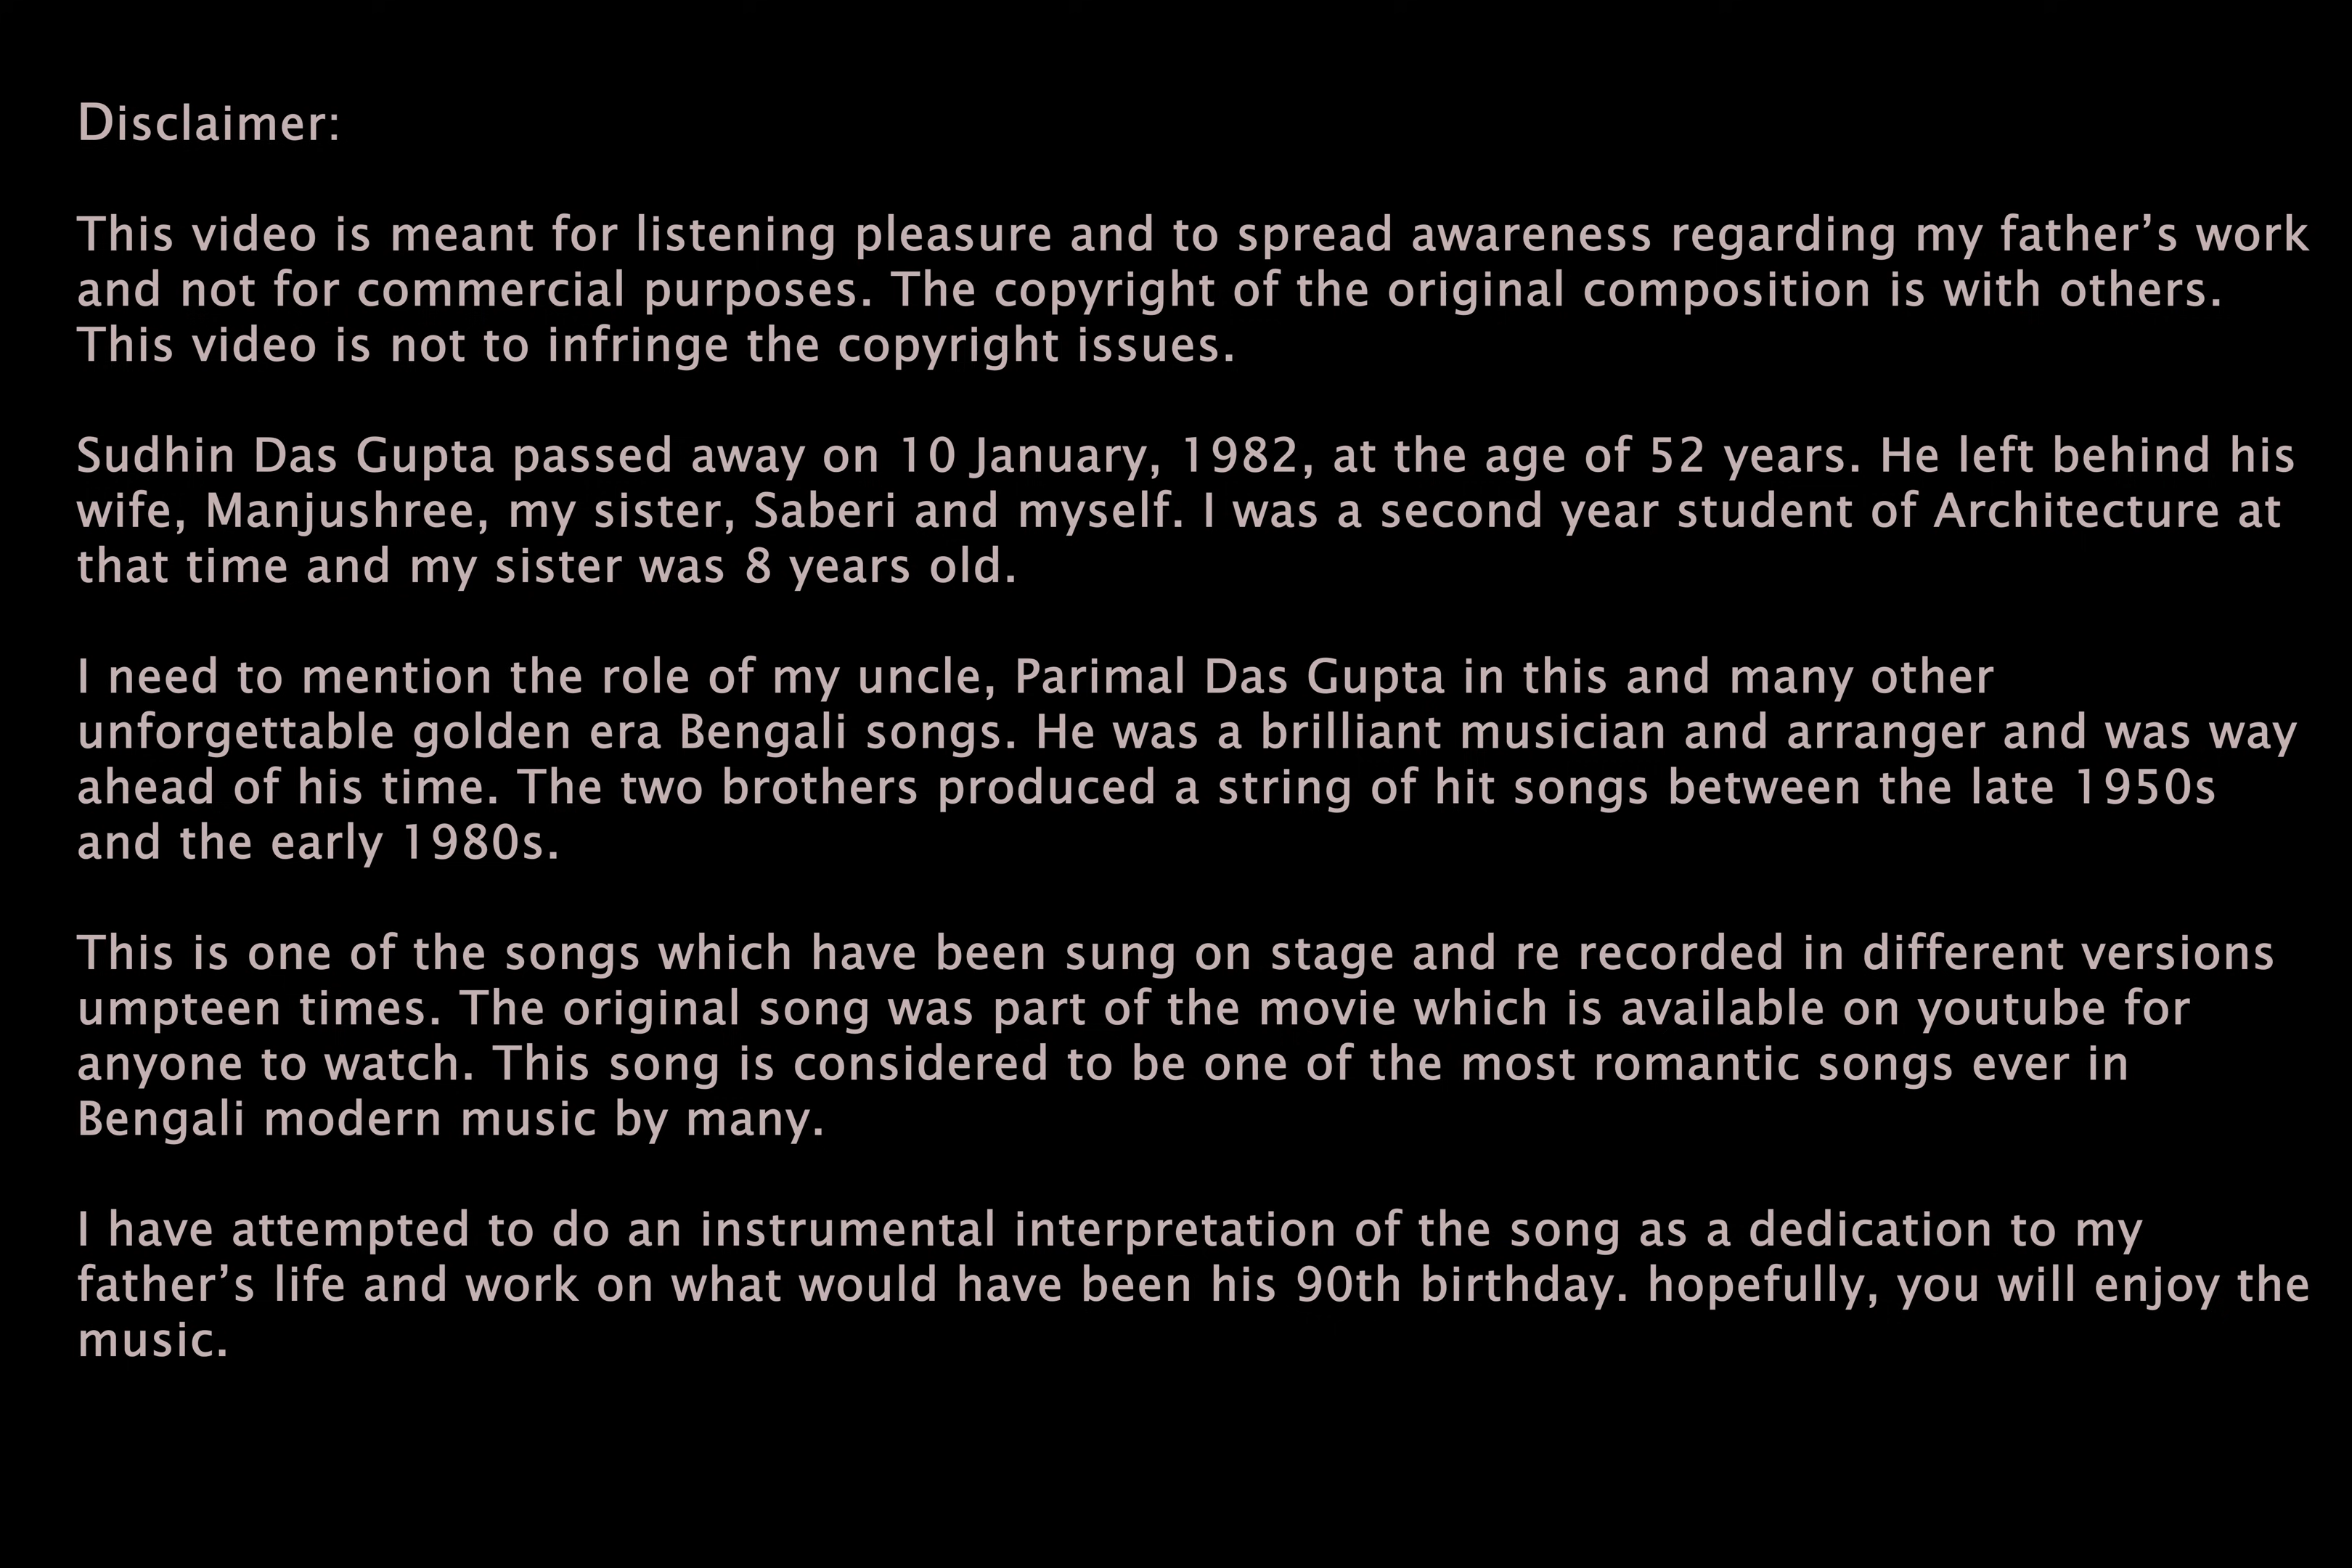 Disclaimer:
This video is meant for listening pleasure and to spread awareness regarding my father’s work
and not for commercial purposes. The copyright of the original composition is with others.
This video is not to infringe the copyright issues.
Sudhin Das Gupta passed away on 10 January, 1982, at the age of 52 years. He left behind his
wife, Manjushree, my sister, Saberi and myself. I was a second year student of Architecture at
that time and my sister was 8 years old.
I need to mention the role of my uncle, Parimal Das Gupta in this and many other
unforgettable golden era Bengali songs. He was a brilliant musician and arranger and was way
ahead of his time. The two brothers produced a string of hit songs between the late 1950s
and the early 1980s.
This is one of the songs which have been sung on stage and re recorded in different versions
umpteen times. The original song was part of the movie which is available on youtube for
anyone to watch. This song is considered to be one of the most romantic songs ever in
Bengali modern music by many.
I have attempted to do an instrumental interpretation of the song as a dedication to my
father’s life and work on what would have been his 90th birthday. hopefully, you will enjoy the
music.